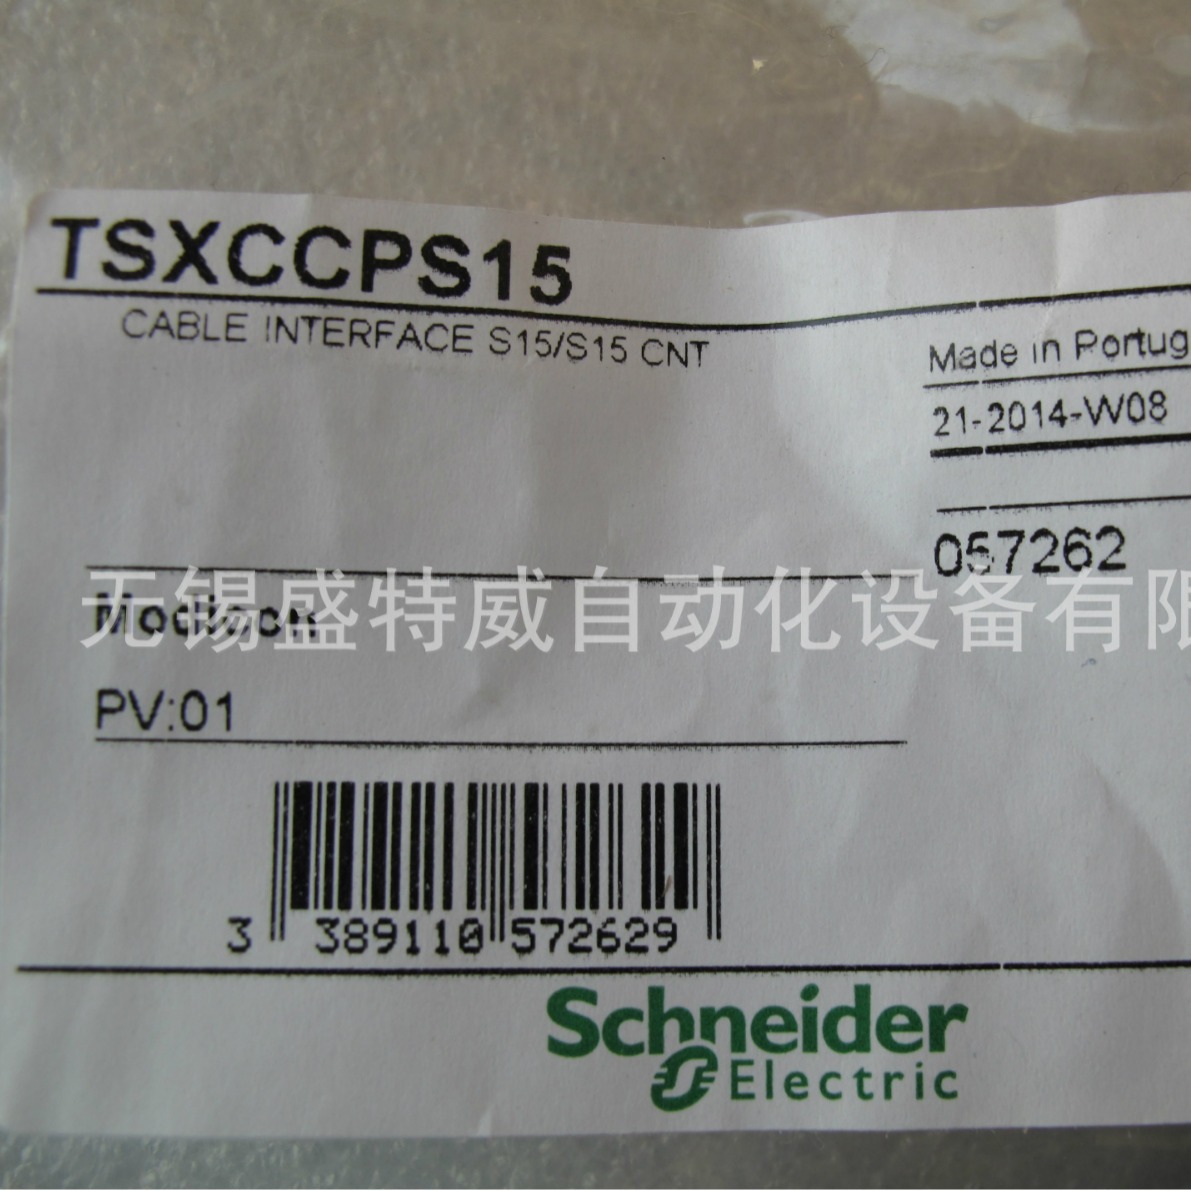 TSXCCPS15
CABLE INTERFACE S15/S15 CNT
Made in Portug
21-2014-W08
057262
无锡盛特威自动化设备有限
Modicon
PV:01
3 389110 572629
Schneider
Electric